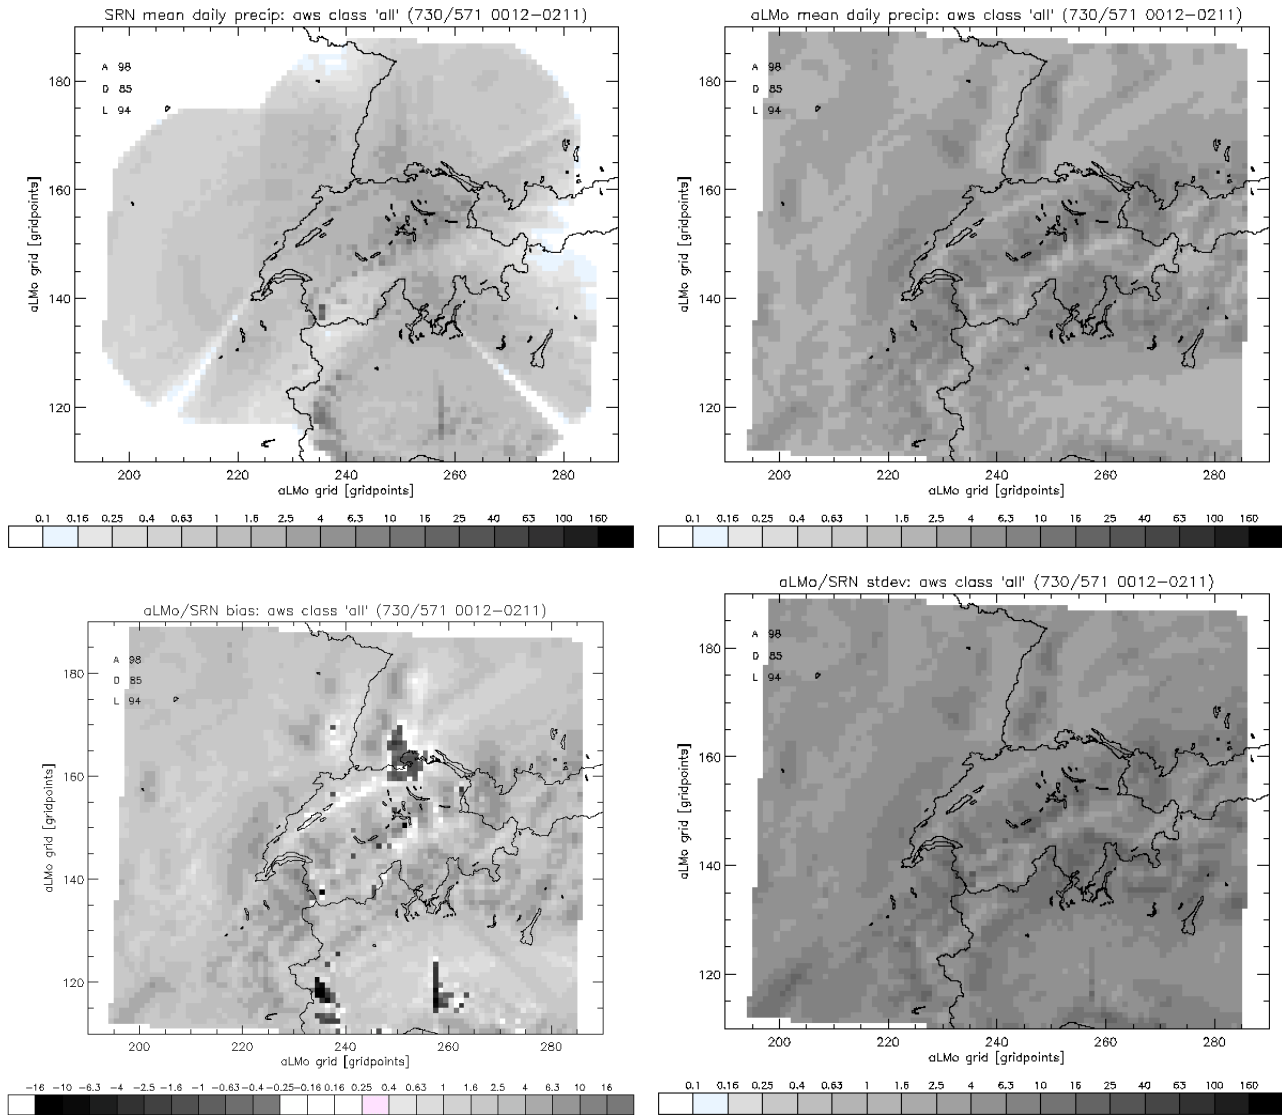 SRN mean daily precip: aws class 'all' (730/571 0012-0211)
A 98
D 85
L 94
180
160
140
120
aLMo grid [gridpoints]
200 220 240 260 280
aLMo grid [gridpoints]
0.1 0.16 0.25 0.4 0.63 1 1.6 2.5 4 6.3 10 16 25 40 63 100 160
aLMo mean daily precip: aws class 'all' (730/571 0012-0211)
A 98
D 85
L 94
180
160
140
120
aLMo grid [gridpoints]
200 220 240 260 280
aLMo grid [gridpoints]
0.1 0.16 0.25 0.4 0.63 1 1.6 2.5 4 6.3 10 16 25 40 63 100 160
aLMo/SRN bias: aws class 'all' (730/571 0012-0211)
A 98
D 85
L 94
180
160
140
120
aLMo grid [gridpoints]
200 220 240 260 280
aLMo grid [gridpoints]
-16 -10 -6.3 -4 -2.5 -1.6 -1 -0.63 -0.4 -0.25 -0.16 0.16 0.25 0.4 0.63 1 1.6 2.5 4 6.3 10 16
aLMo/SRN stdev: aws class 'all' (730/571 0012-0211)
A 98
D 85
L 94
180
160
140
120
aLMo grid [gridpoints]
200 220 240 260 280
aLMo grid [gridpoints]
0.1 0.16 0.25 0.4 0.63 1 1.6 2.5 4 6.3 10 16 25 40 63 100 160